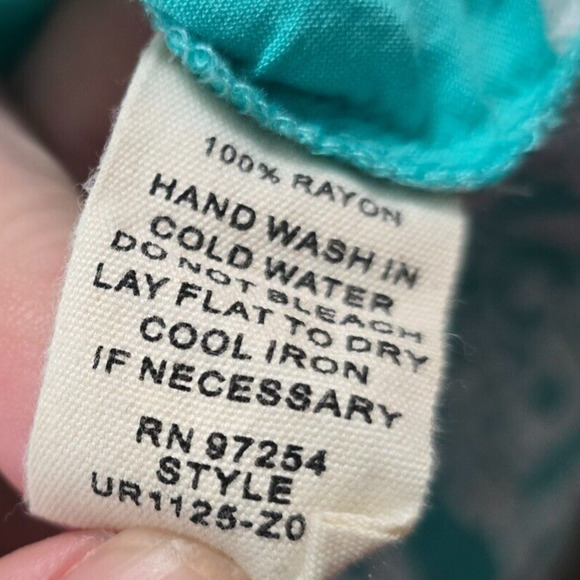 100% RAYON
HAND WASH IN
COLD WATER
DO NOT BLEACH
LAY FLAT TO DRY
COOL IRON
IF NECESSARY
RN 97254
STYLE
UR1125-Z0